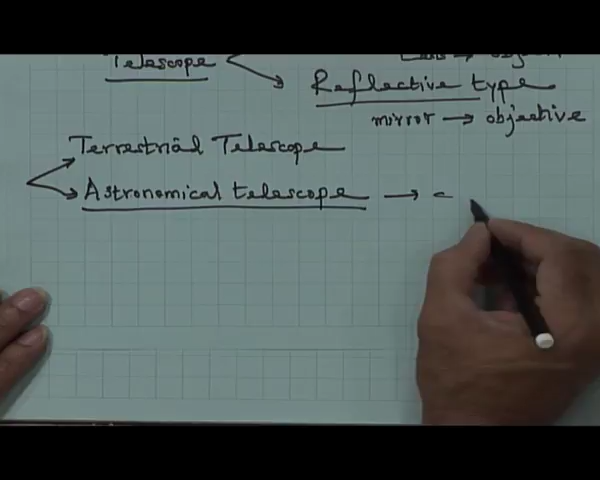 Telescope
Reflective type
mirror → objective
Terrestrial Telescope
Astronomical telescope →